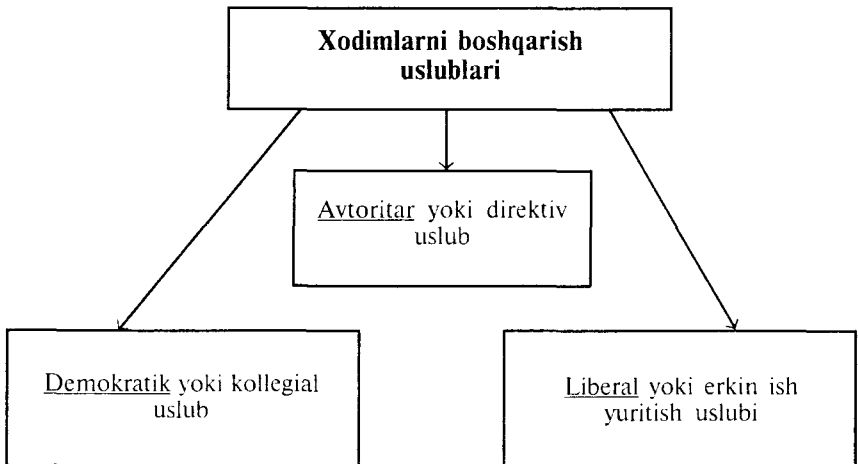 Xodimlarni boshqarish
uslublari
Avtoritar yoki direktiv
uslub
Demokratik yoki kollegial
uslub
Liberal yoki erkin ish
yuritish uslubi